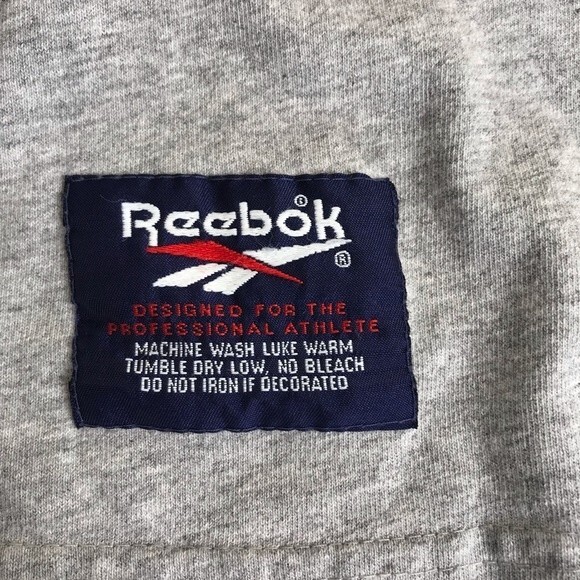 Reebok®
®
DESIGNED FOR THE
PROFESSIONAL ATHLETE
MACHINE WASH LUKE WARM
TUMBLE DRY LOW, NO BLEACH
DO NOT IRON IF DECORATED